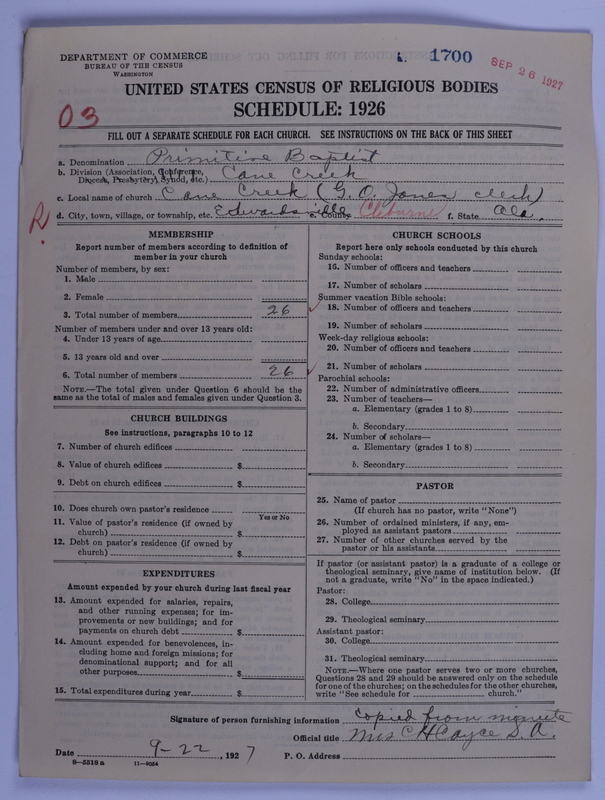 DEPARTMENT OF COMMERCE
BUREAU OF THE CENSUS
WASHINGTON
1700
SEP 26 1927
UNITED STATES CENSUS OF RELIGIOUS BODIES
SCHEDULE: 1926
03
FILL OUT A SEPARATE SCHEDULE FOR EACH CHURCH. SEE INSTRUCTIONS ON THE BACK OF THIS SHEET
a. Denomination Primitive Baptist
b. Division (Association, Conference, Diocese, Presbytery, Synod, etc.) Cane Creek
c. Local name of church Cane Creek (G. O. Jones clerk)
R.
d. City, town, village, or township, etc. Edwardsville e. County Cleburne f. State Ala.
MEMBERSHIP
Report number of members according to definition of
member in your church
Number of members, by sex:
1. Male
2. Female
3. Total number of members 26
Number of members under and over 13 years old:
4. Under 13 years of age
5. 13 years old and over
6. Total number of members 26
NOTE.—The total given under Question 6 should be the
same as the total of males and females given under Question 3.
CHURCH BUILDINGS
See instructions, paragraphs 10 to 12
7. Number of church edifices
8. Value of church edifices $
9. Debt on church edifices $
10. Does church own pastor's residence
Yes or No
11. Value of pastor's residence (if owned by
church) $
12. Debt on pastor's residence (if owned by
church) $
EXPENDITURES
Amount expended by your church during last fiscal year
13. Amount expended for salaries, repairs,
and other running expenses; for im-
provements or new buildings; and for
payments on church debt $
14. Amount expended for benevolences, in-
cluding home and foreign missions; for
denominational support; and for all
other purposes $
15. Total expenditures during year $
CHURCH SCHOOLS
Report here only schools conducted by this church
Sunday schools:
16. Number of officers and teachers
17. Number of scholars
Summer vacation Bible schools:
18. Number of officers and teachers
19. Number of scholars
Week-day religious schools:
20. Number of officers and teachers
21. Number of scholars
Parochial schools:
22. Number of administrative officers
23. Number of teachers—
a. Elementary (grades 1 to 8)
b. Secondary
24. Number of scholars—
a. Elementary (grades 1 to 8)
b. Secondary
PASTOR
25. Name of pastor
(If church has no pastor, write "None")
26. Number of ordained ministers, if any, em-
ployed as assistant pastors
27. Number of other churches served by the
pastor or his assistants
If pastor (or assistant pastor) is a graduate of a college or
theological seminary, give name of institution below. (If
not a graduate, write "No" in the space indicated.)
Pastor:
28. College
29. Theological seminary
Assistant pastor:
30. College
31. Theological seminary
NOTE.—Where one pastor serves two or more churches,
Questions 28 and 29 should be answered only on the schedule
for one of the churches; on the schedules for the other churches,
write "See schedule for church."
Signature of person furnishing information copied from minute
Official title Mrs C H Cayce S. A.
Date 9-22, 1927 P. O. Address
8—5519 a 11—9054